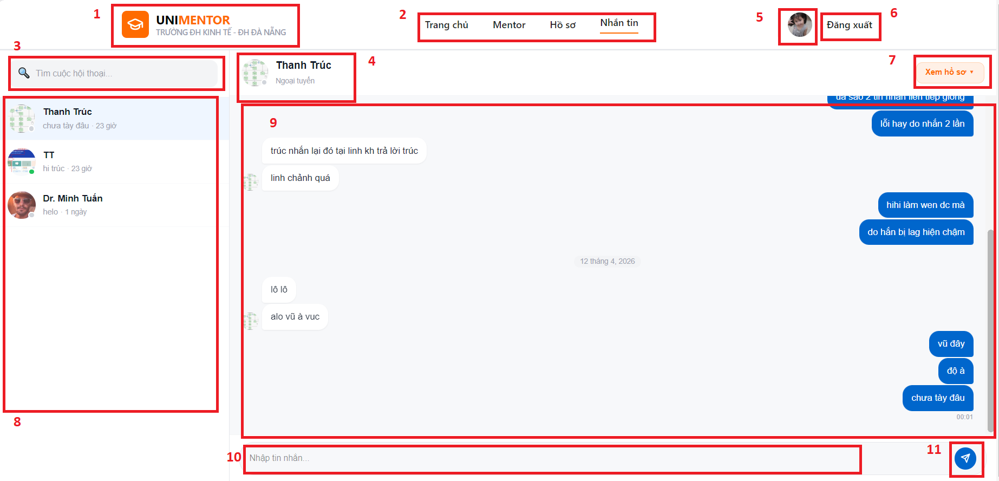 1
UNIMENTOR
TRƯỜNG ĐH KINH TẾ - ĐH ĐÀ NẴNG
2
Trang chủ Mentor Hồ sơ Nhắn tin
5
6
Đăng xuất
3
Tìm cuộc hội thoại...
4
Thanh Trúc
Ngoại tuyến
7
Xem hồ sơ ▼
8
Thanh Trúc
chưa tày đâu · 23 giờ
TT
hi trúc · 23 giờ
Dr. Minh Tuấn
helo · 1 ngày
9
ua sao 2 tin nhắn liên tiếp giống
lỗi hay do nhắn 2 lần
trúc nhắn lại đó tại linh kh trả lời trúc
linh chảnh quá
hihi làm wen dc mà
do hắn bị lag hiện chậm
12 tháng 4, 2026
lô lô
alo vũ à vuc
vũ đây
độ à
chưa tày đâu
00:01
10
Nhập tin nhắn...
11